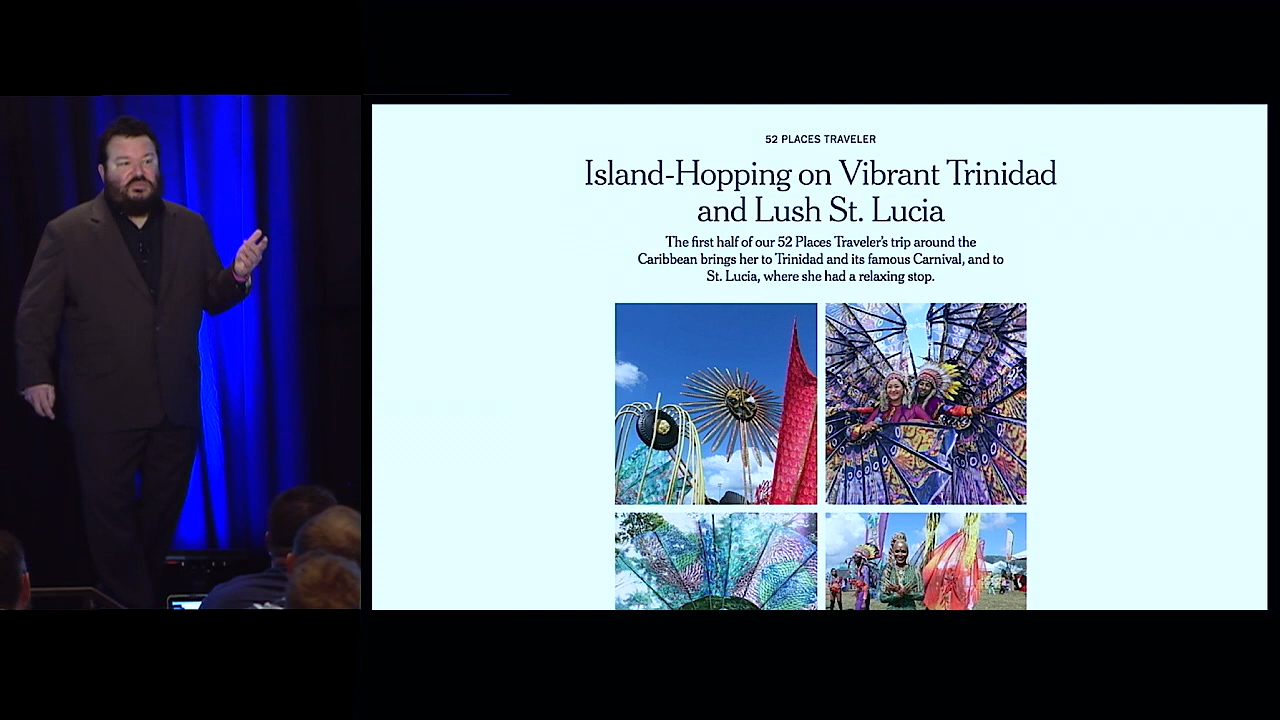 52 PLACES TRAVELER
Island-Hopping on Vibrant Trinidad
and Lush St. Lucia
The first half of our 52 Places Traveler's trip around the
Caribbean brings her to Trinidad and its famous Carnival, and to
St. Lucia, where she had a relaxing stop.